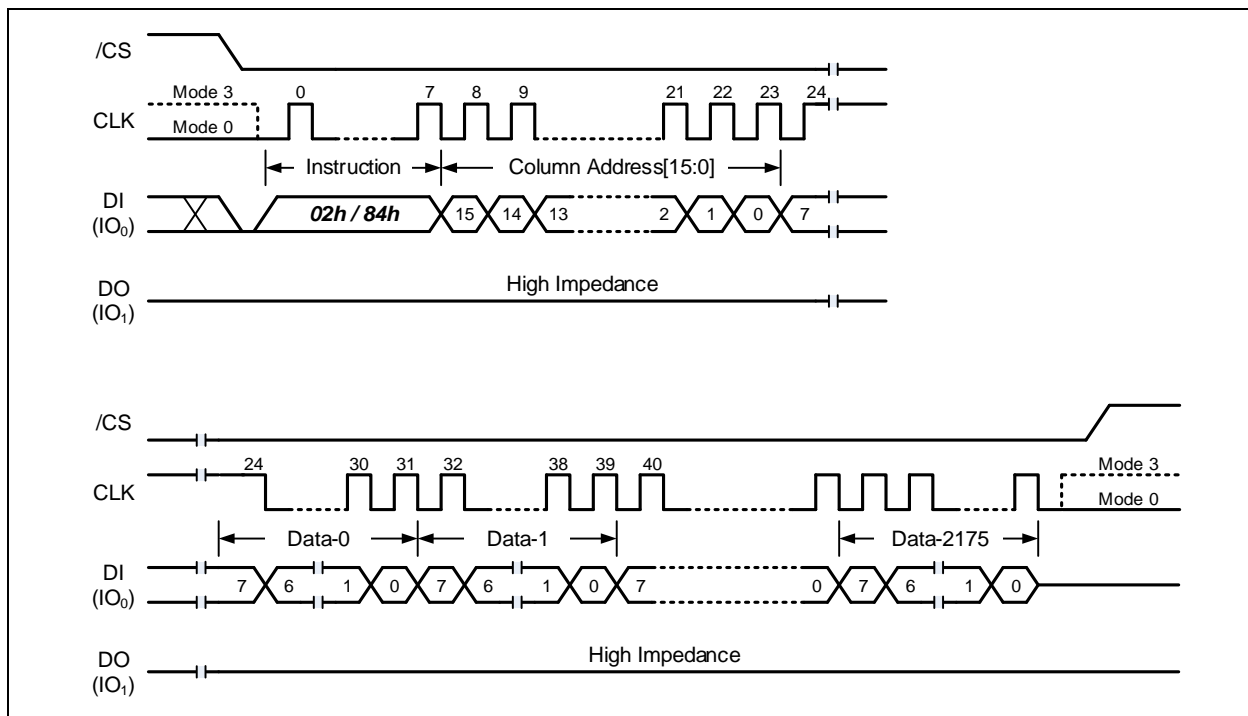 /CS
Mode 3 0 7 8 9 21 22 23 24
CLK
Mode 0
Instruction Column Address[15:0]
DI
(IO₀)
02h / 84h 15 14 13 2 1 0 7
High Impedance
DO
(IO₁)
/CS
24 30 31 32 38 39 40 Mode 3
CLK
Mode 0
Data-0 Data-1 Data-2175
DI
(IO₀)
7 6 1 0 7 6 1 0 7 0 7 6 1 0
High Impedance
DO
(IO₁)